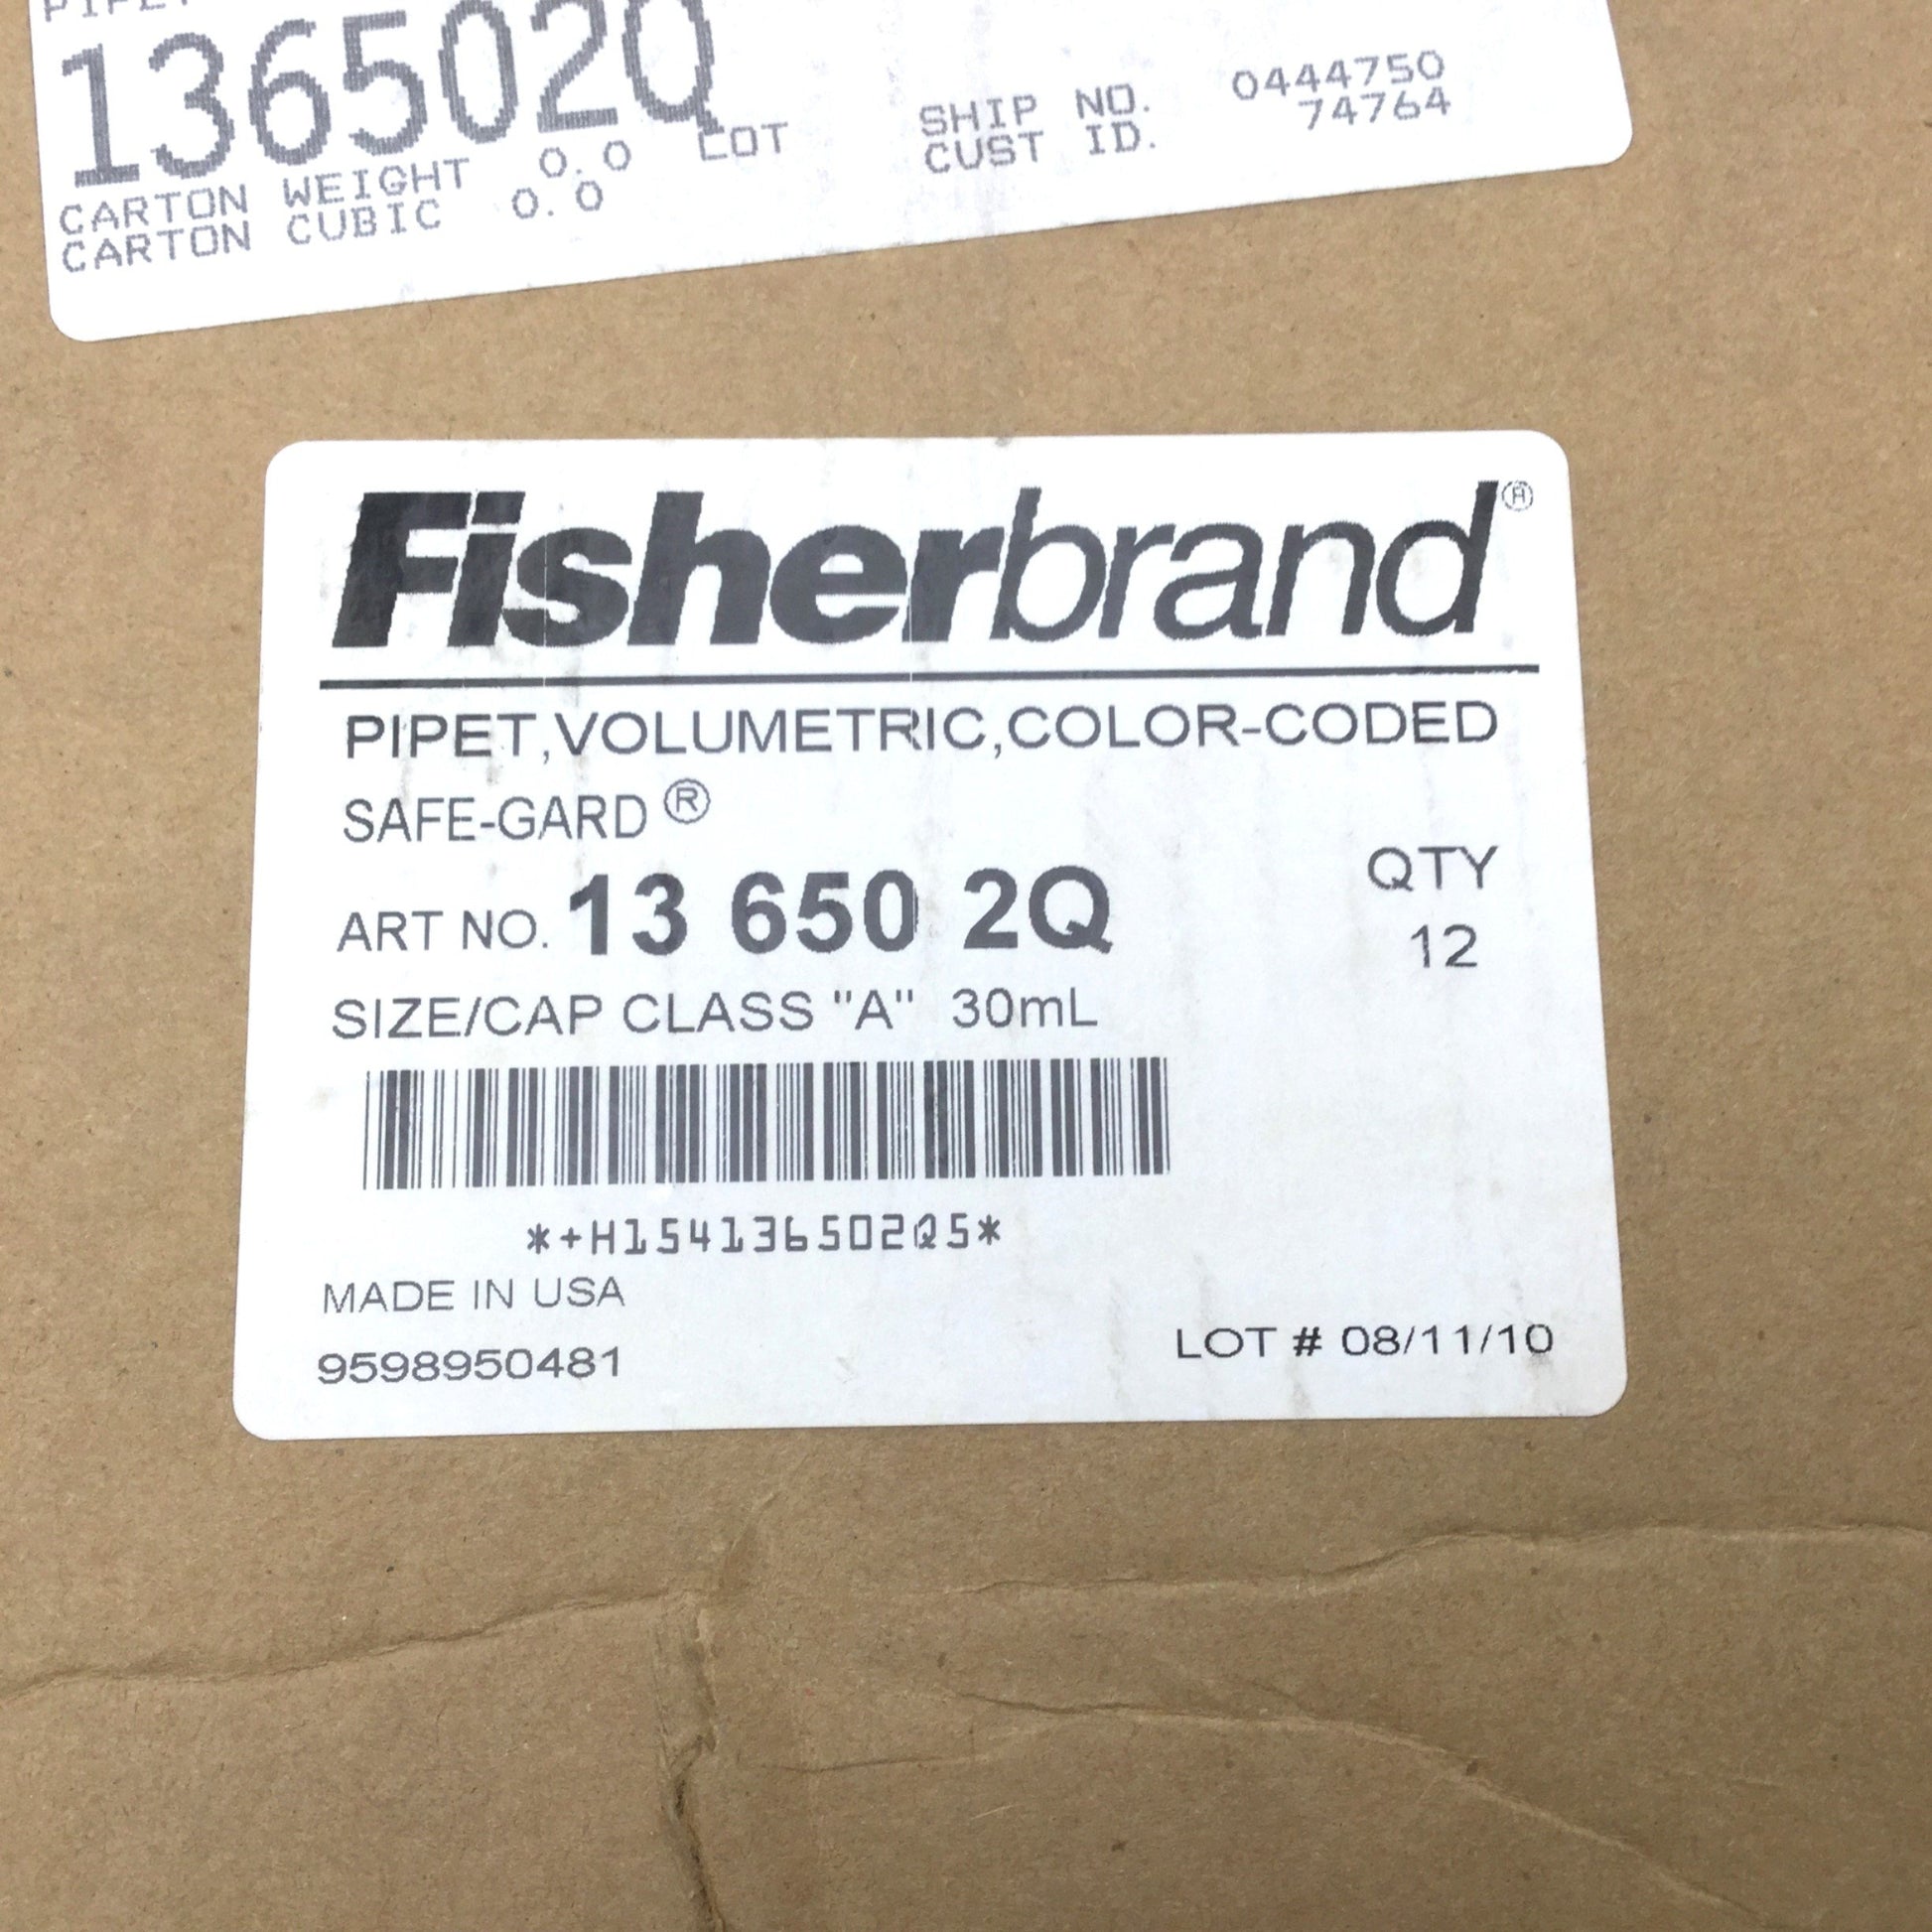 136502Q
CARTON WEIGHT 0.0 LOT
CARTON CUBIC 0.0
SHIP NO. 0444750
CUST ID. 74764
Fisherbrand®
PIPET,VOLUMETRIC,COLOR-CODED
SAFE-GARD®
ART NO. 13 650 2Q
QTY
12
SIZE/CAP CLASS "A" 30mL
*+H154136502Q5*
MADE IN USA
9598950481
LOT # 08/11/10